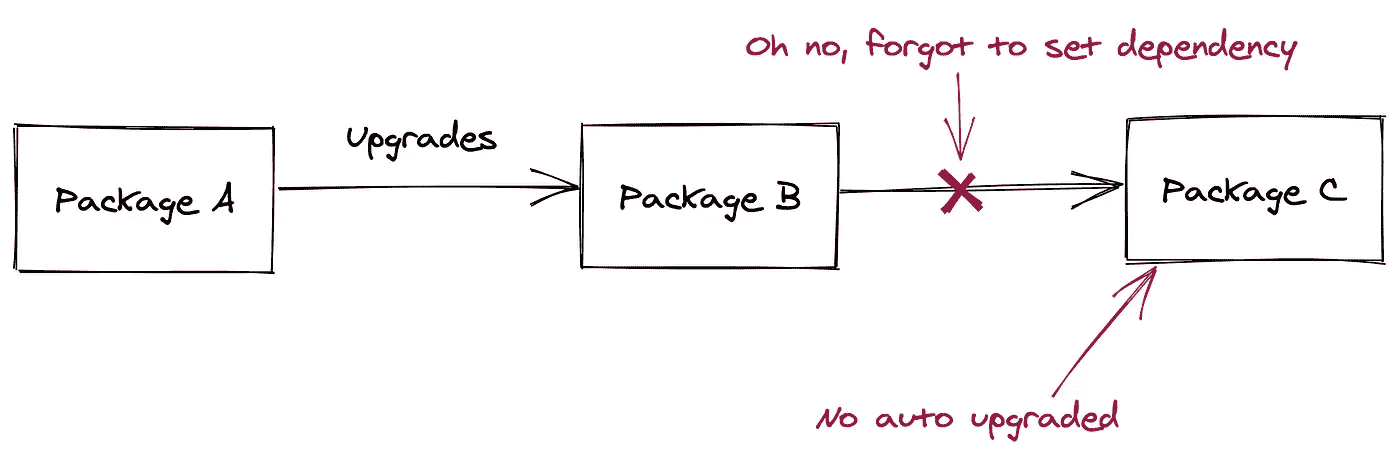 Oh no, forgot to set dependency
Upgrades
Package A
Package B
Package C
No auto upgraded